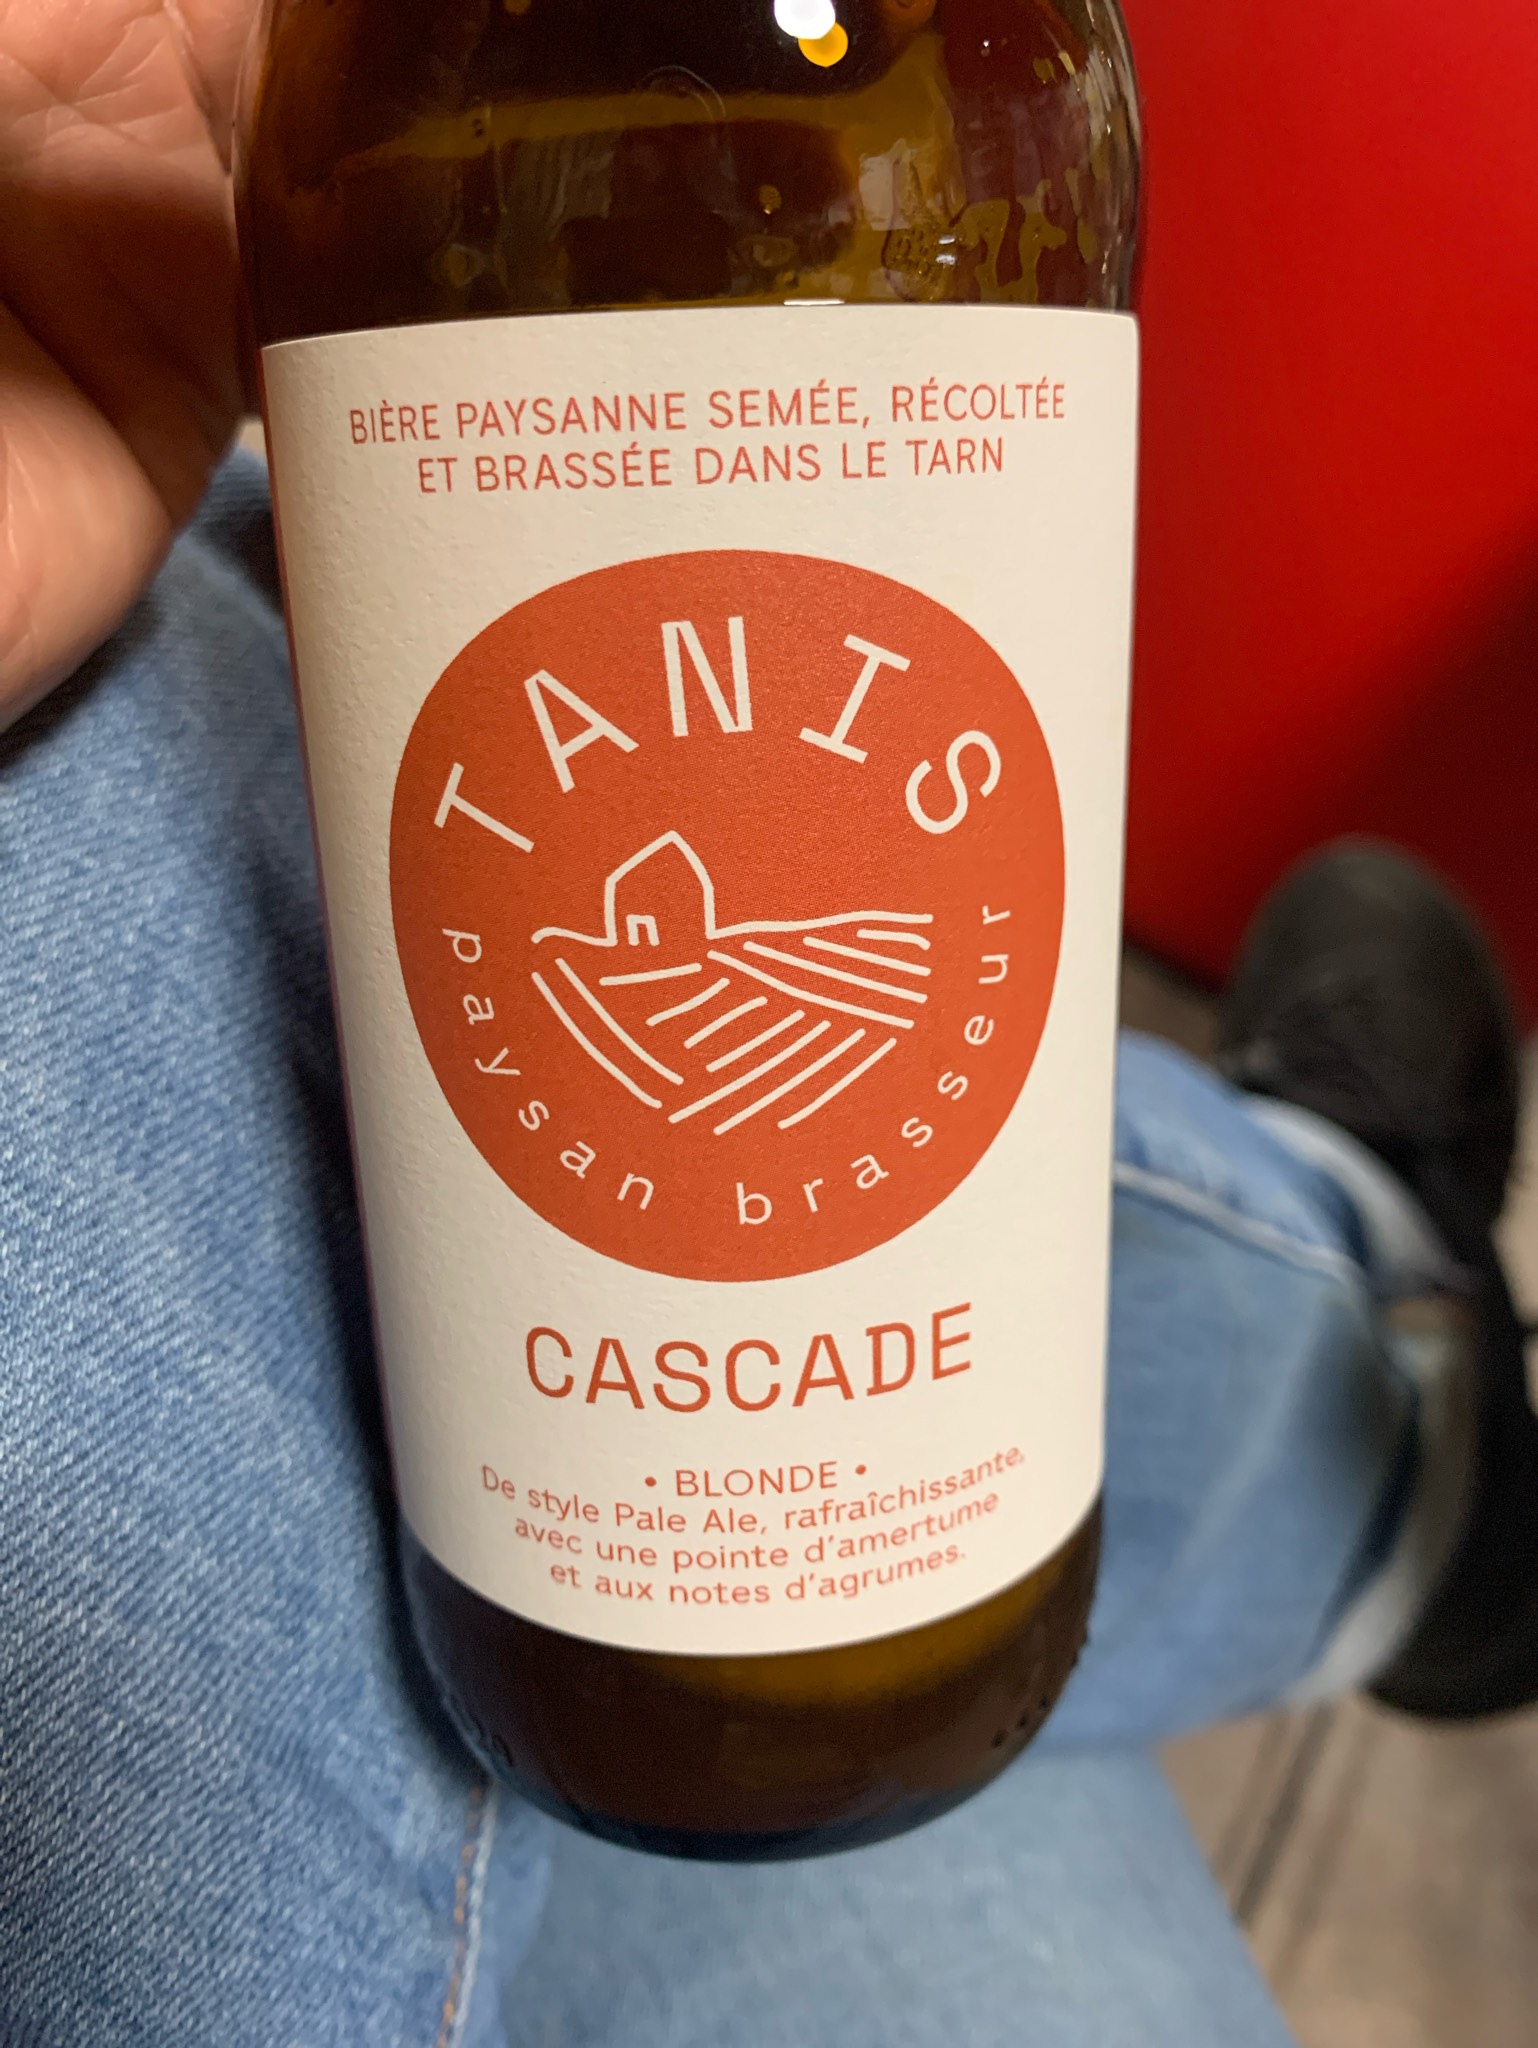 BIÈRE PAYSANNE SEMÉE, RÉCOLTÉE
ET BRASSÉE DANS LE TARN
TANIS
paysan brasseur
CASCADE
• BLONDE •
De style Pale Ale, rafraîchissante,
avec une pointe d'amertume
et aux notes d'agrumes.